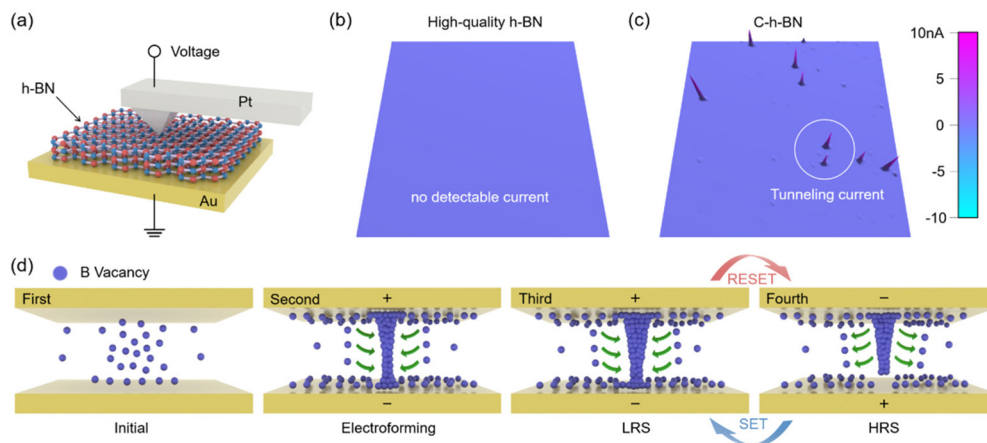 (a)
Voltage
h-BN
Pt
Au
(b)
High-quality h-BN
no detectable current
(c)
C-h-BN
Tunneling current
10nA
5
0
-5
-10
(d)
B Vacancy
RESET
First
Second
+
Third
+
Fourth
−
−
−
+
SET
Initial
Electroforming
LRS
HRS